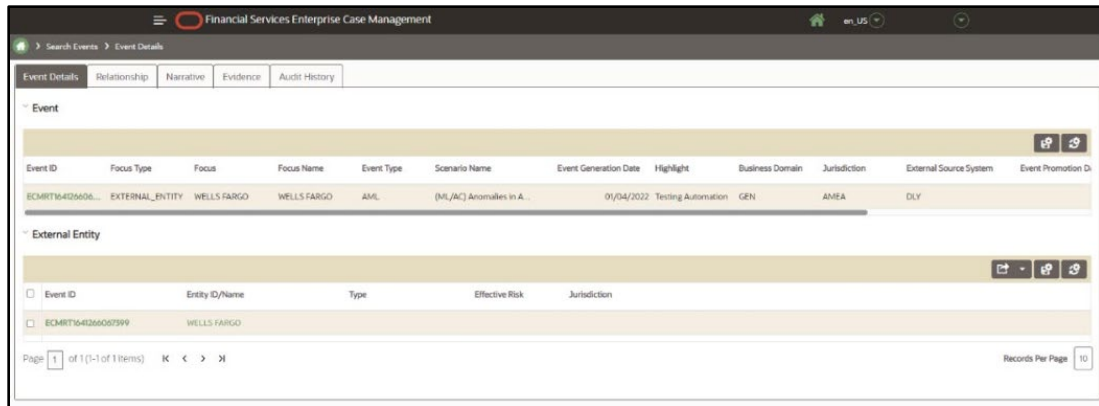 Financial Services Enterprise Case Management en_US
> Search Events > Event Details
Event Details Relationship Narrative Evidence Audit History
Event
Event ID Focus Type Focus Focus Name Event Type Scenario Name Event Generation Date Highlight Business Domain Jurisdiction External Source System Event Promotion D
ECMRT164126606... EXTERNAL_ENTITY WELLS FARGO WELLS FARGO AML (ML/AC) Anomalies in A... 01/04/2022 Testing Automation GEN AMEA DLY
External Entity
Event ID Entity ID/Name Type Effective Risk Jurisdiction
ECMRT1641266067599 WELLS FARGO
Page 1 of 1 (1-1 of 1 items) K < > X Records Per Page 10